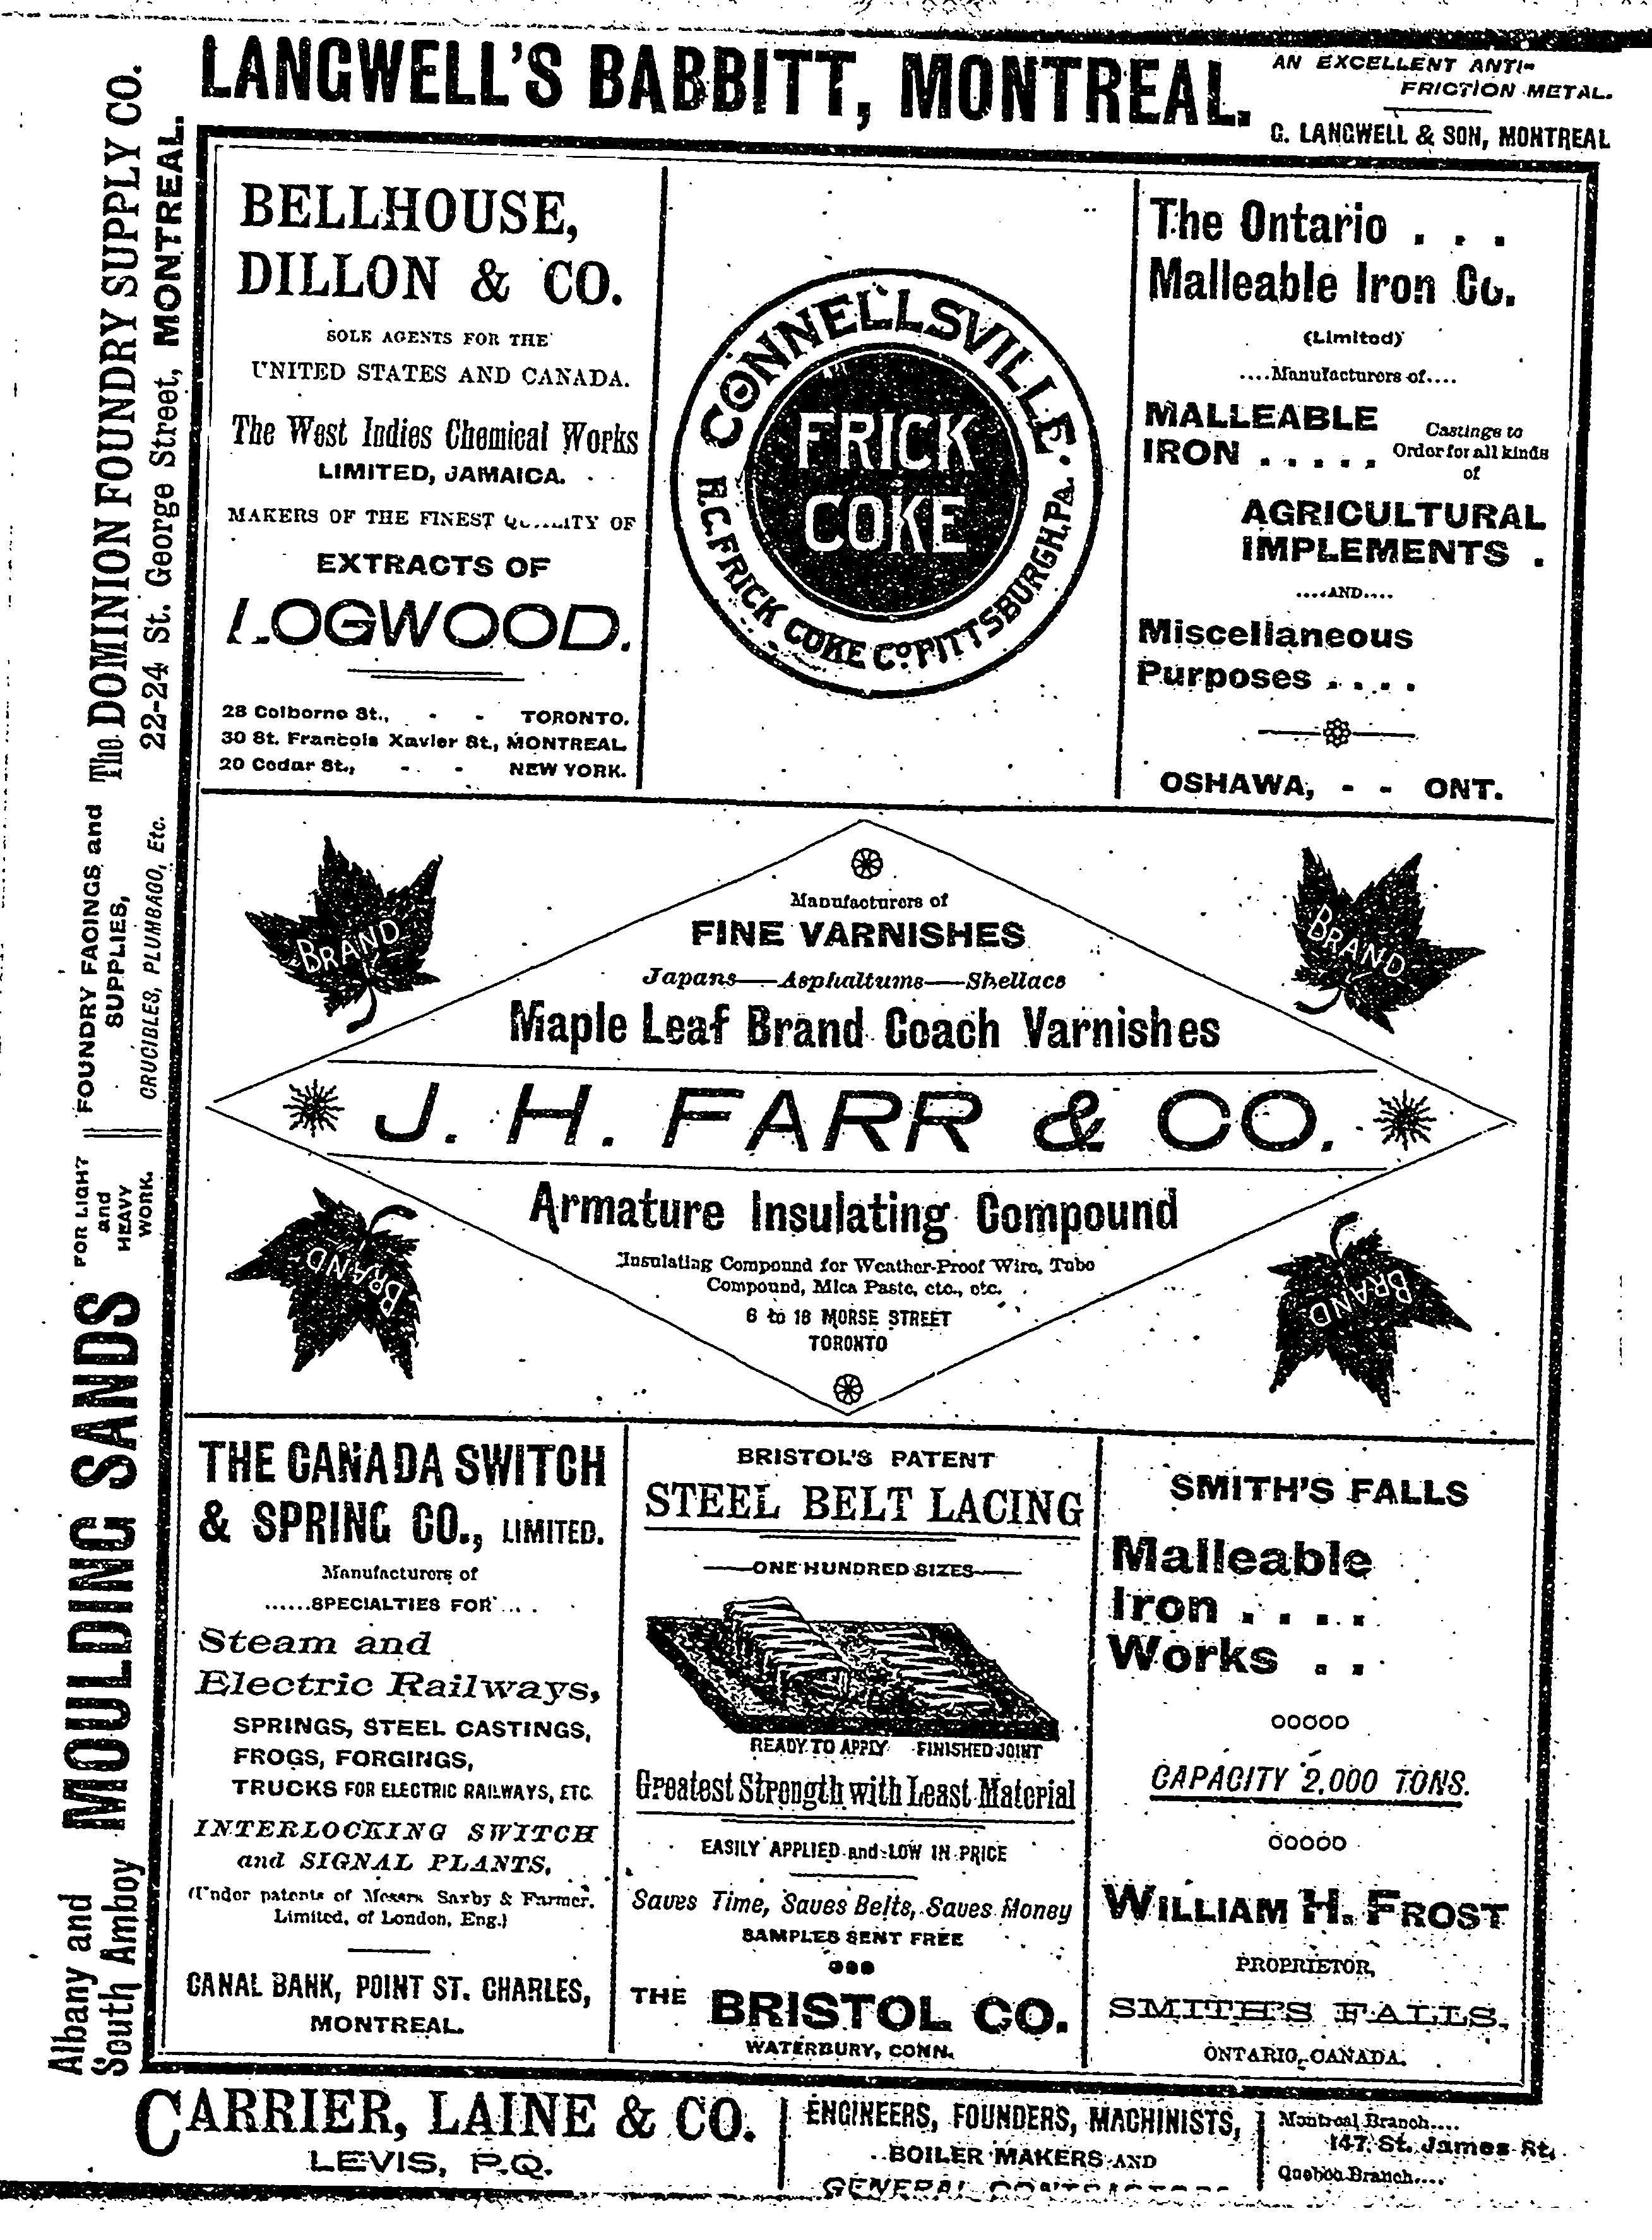 LANGWELL'S BABBITT, MONTREAL.
AN EXCELLENT ANTI-
FRICTION METAL.
C. LANGWELL & SON, MONTREAL
Albany and
South Amboy
MOULDING SANDS
FOR LIGHT
and
HEAVY
WORK.
FOUNDRY FACINGS and
SUPPLIES,
CRUCIBLES, PLUMBAGO, Etc.
The DOMINION FOUNDRY SUPPLY CO.
22-24 St. George Street, MONTREAL.
BELLHOUSE,
DILLON & CO.
SOLE AGENTS FOR THE
UNITED STATES AND CANADA.
The West Indies Chemical Works
LIMITED, JAMAICA.
MAKERS OF THE FINEST QUALITY OF
EXTRACTS OF
LOGWOOD.
28 Colborne St., - - TORONTO.
30 St. Francois Xavier St., MONTREAL.
20 Cedar St., - - NEW YORK.
CONNELLSVILLE.
FRICK
COKE
H.C. FRICK COKE Co PITTSBURGH, PA.
The Ontario . . .
Malleable Iron Co.
(Limited)
....Manufacturers of....
MALLEABLE
IRON . . . . .
Castings to
Order for all kinds
of
AGRICULTURAL
IMPLEMENTS .
....AND....
Miscellaneous
Purposes . . . .
OSHAWA, - - ONT.
BRAND
BRAND
Manufacturers of
FINE VARNISHES
Japans—Asphaltums—Shellacs
Maple Leaf Brand Coach Varnishes
J. H. FARR & CO.
Armature Insulating Compound
Insulating Compound for Weather-Proof Wire, Tube
Compound, Mica Paste, etc., etc.
6 to 18 MORSE STREET
TORONTO
BRAND
BRAND
THE CANADA SWITCH
& SPRING CO., LIMITED.
Manufacturers of
......SPECIALTIES FOR....
Steam and
Electric Railways,
SPRINGS, STEEL CASTINGS,
FROGS, FORGINGS,
TRUCKS FOR ELECTRIC RAILWAYS, ETC.
INTERLOCKING SWITCH
and SIGNAL PLANTS,
(Under patents of Messrs Saxby & Farmer,
Limited, of London, Eng.)
CANAL BANK, POINT ST. CHARLES,
MONTREAL.
BRISTOL'S PATENT
STEEL BELT LACING
—ONE HUNDRED SIZES—
READY TO APPLY FINISHED JOINT
Greatest Strength with Least Material
EASILY APPLIED and LOW IN PRICE
Saves Time, Saves Belts, Saves Money
SAMPLES SENT FREE
THE BRISTOL CO.
WATERBURY, CONN.
SMITH'S FALLS
Malleable
Iron . . . . .
Works . .
ooooo
CAPACITY 2,000 TONS.
ooooo
WILLIAM H. FROST
PROPRIETOR,
SMITH'S FALLS,
ONTARIO, CANADA.
CARRIER, LAINE & CO.
LEVIS, P.Q.
ENGINEERS, FOUNDERS, MACHINISTS,
BOILER MAKERS AND
GENERAL
Montreal Branch....
147 St. James St.
Quebec Branch....